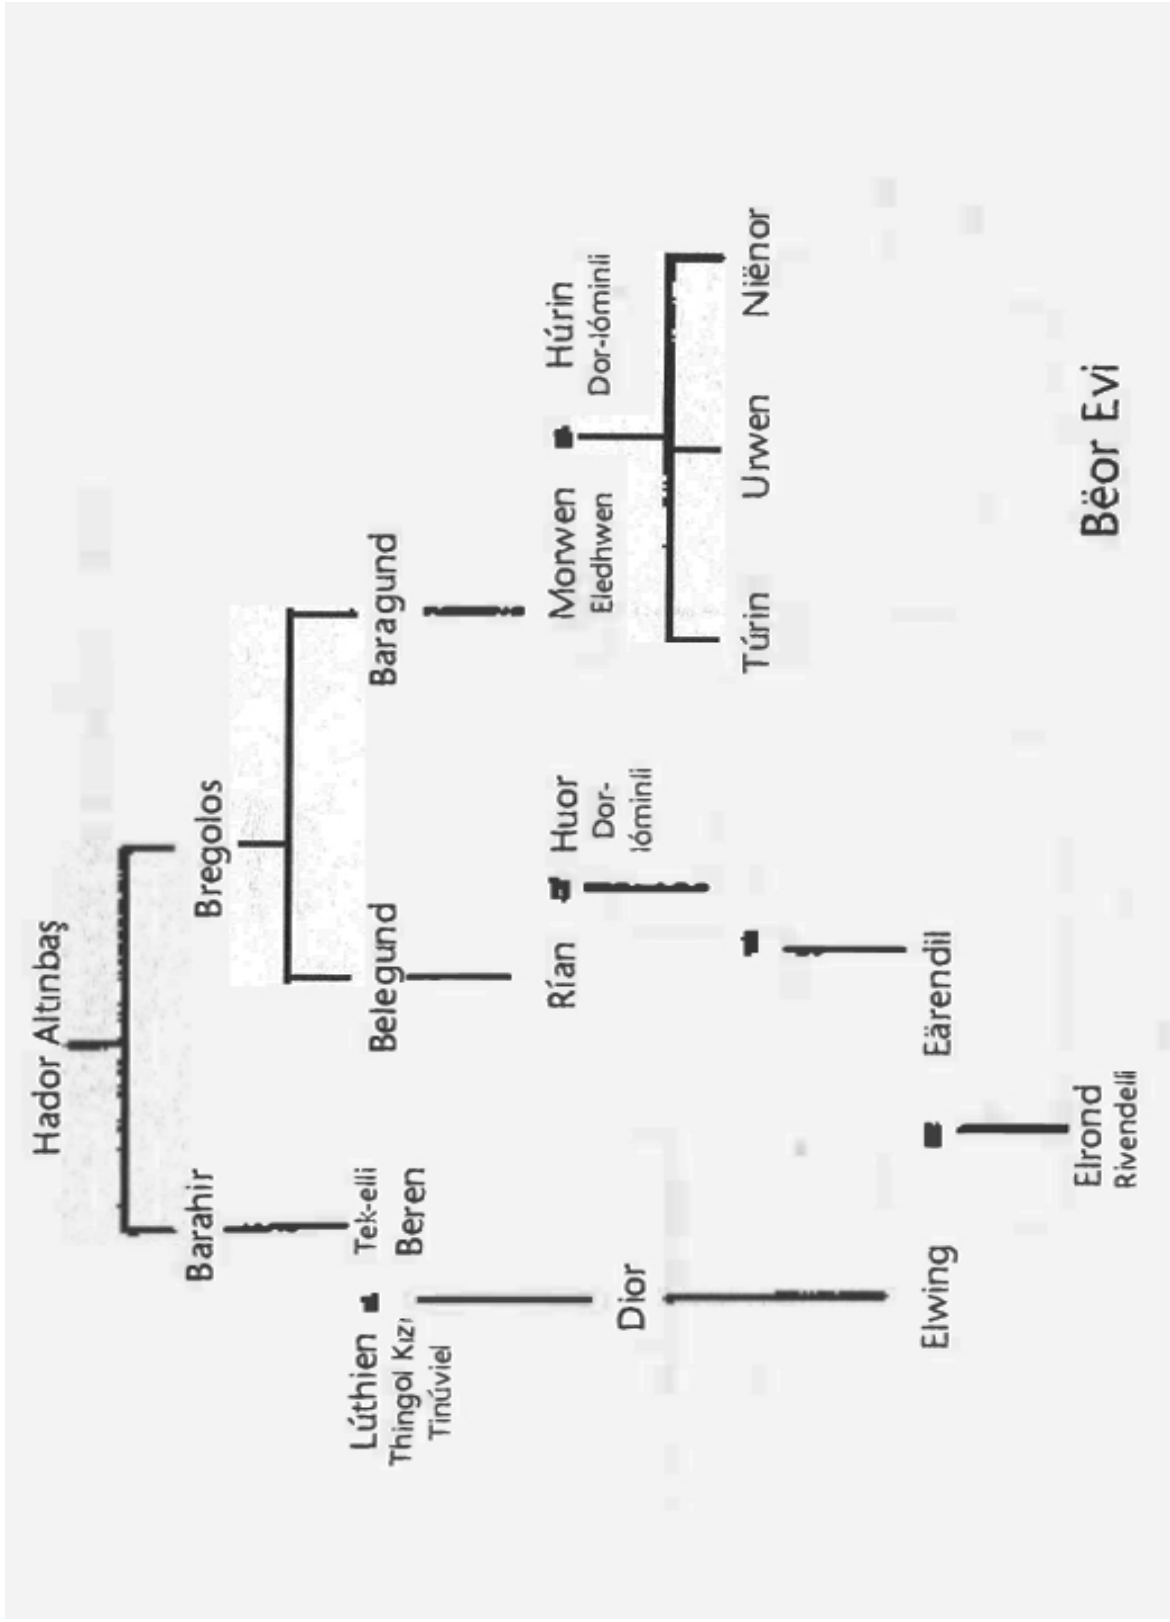 Hador Altınbaş
Barahir
Bregolos
Lúthien
Thingol Kızı
Tinúviel
Tek-elli
Beren
Belegund
Baragund
Dior
Rían
Huor
Dor-
lóminli
Morwen
Eledhwen
Húrin
Dor-lóminli
Túrin
Urwen
Niënor
Elwing
Eärendil
Elrond
Rivendelli
Bëor Evi